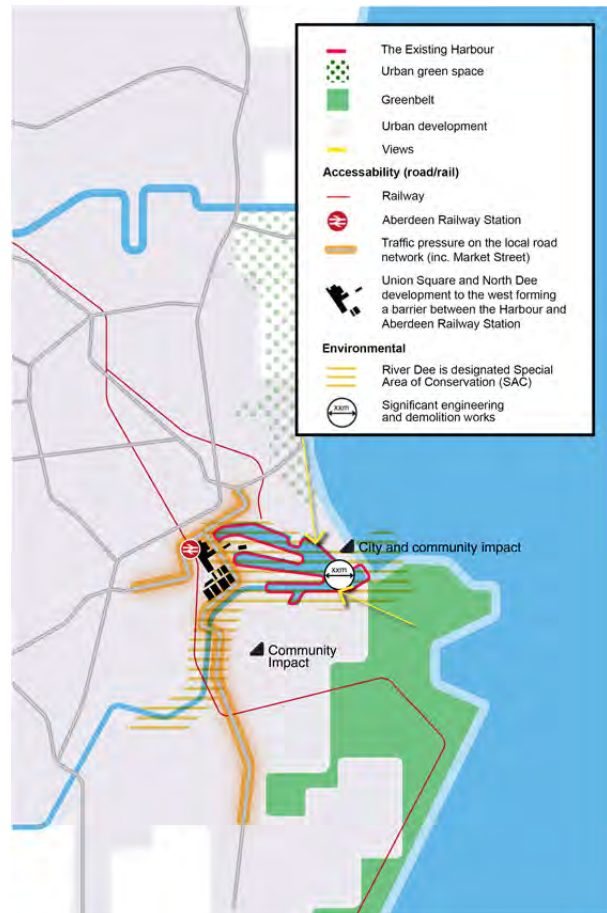 The Existing Harbour
Urban green space
Greenbelt
Urban development
Views
Accessability (road/rail)
Railway
Aberdeen Railway Station
Traffic pressure on the local road
network (inc. Market Street)
Union Square and North Dee
development to the west forming
a barrier between the Harbour and
Aberdeen Railway Station
Environmental
River Dee is designated Special
Area of Conservation (SAC)
xxm
Significant engineering
and demolition works
City and community impact
xxm
Community
Impact